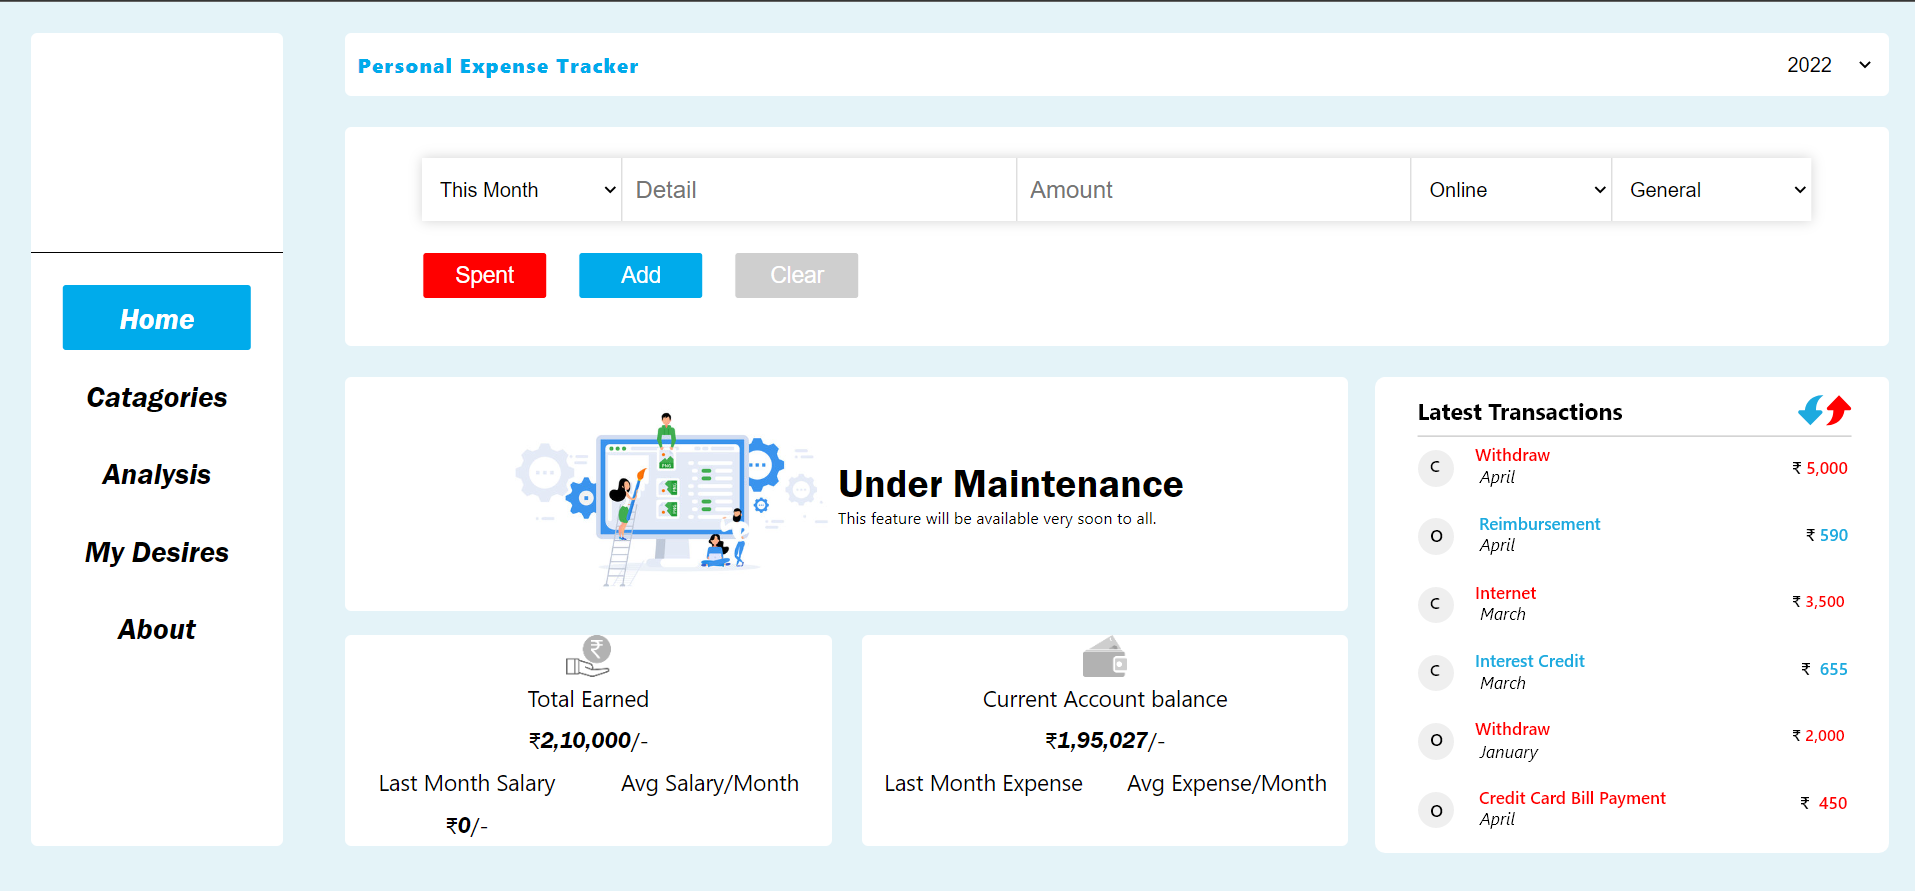 Personal Expense Tracker
2022
Home
Catagories
Analysis
My Desires
About
This Month
Detail
Amount
Online
General
Spent
Add
Clear
PNG
Under Maintenance
This feature will be available very soon to all.
Total Earned
₹2,10,000/-
Last Month Salary
Avg Salary/Month
₹0/-
Current Account balance
₹1,95,027/-
Last Month Expense
Avg Expense/Month
Latest Transactions
C
Withdraw
April
₹ 5,000
O
Reimbursement
April
₹ 590
C
Internet
March
₹ 3,500
C
Interest Credit
March
₹ 655
O
Withdraw
January
₹ 2,000
O
Credit Card Bill Payment
April
₹ 450